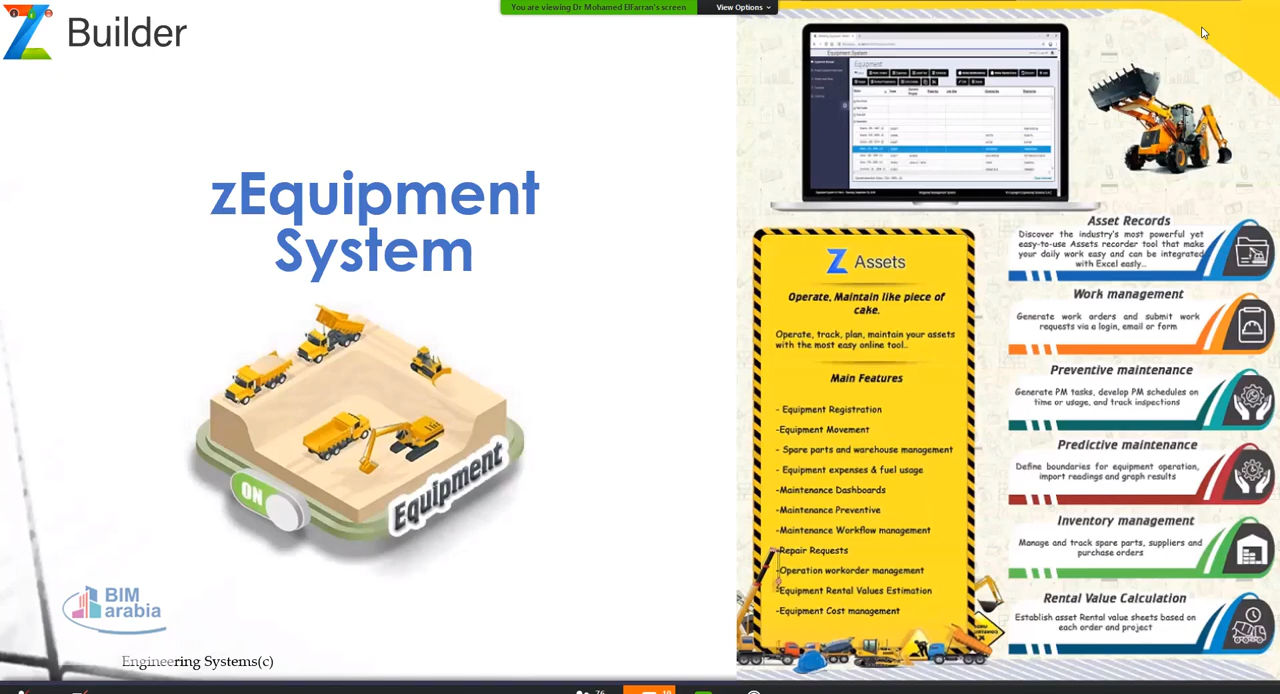 You are viewing Dr Mohamed ElFarran's screen
View Options
Z Builder
zEquipment
System
ON
Equipment
BIM
arabia
Engineering Systems(c)
Equipment System
Equipment
Z Assets
Operate, Maintain like piece of
cake.
Operate, track, plan, maintain your assets
with the most easy online tool..
Main Features
- Equipment Registration
-Equipment Movement
- Spare parts and warehouse management
- Equipment expenses & fuel usage
-Maintenance Dashboards
-Maintenance Preventive
-Maintenance Workflow management
-Repair Requests
-Operation workorder management
-Equipment Rental Values Estimation
-Equipment Cost management
Asset Records
Discover the industry's most powerful yet
easy-to-use Assets recorder tool that make
your daily work easy and can be integrated
with Excel easly...
Work management
Generate work orders and submit work
requests via a login, email or form
Preventive maintenance
Generate PM tasks, develop PM schedules on
time or usage, and track inspections
Predictive maintenance
Define boundaries for equipment operation,
import readings and graph results
Inventory management
Manage and track spare parts, suppliers and
purchase orders
Rental Value Calculation
Establish asset Rental value sheets based on
each order and project
76